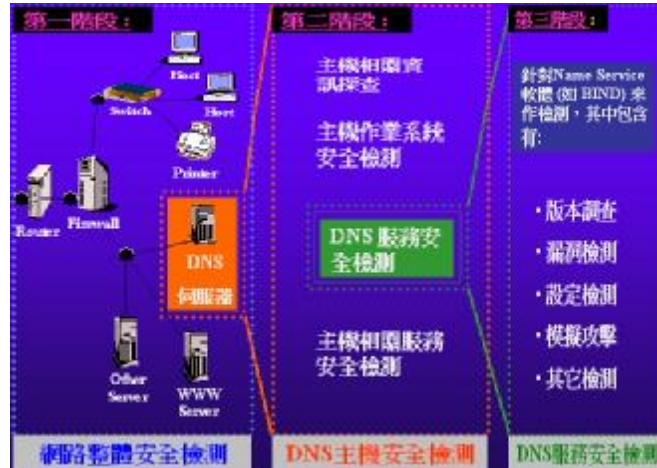 第一階段：
Host
Switch
Host
Printer
Router
Firewall
DNS
伺服器
Other
Server
WWW
Server
網路整體安全檢測
第二階段：
主機相關資
訊探查
主機作業系統
安全檢測
DNS 服務安
全檢測
主機相關服務
安全檢測
DNS主機安全檢測
第三階段：
針對Name Service
軟體 (如 BIND) 來
作檢測，其中包含
有:
・版本調查
・漏洞檢測
・設定檢測
・模擬攻擊
・其它檢測
DNS服務安全檢測